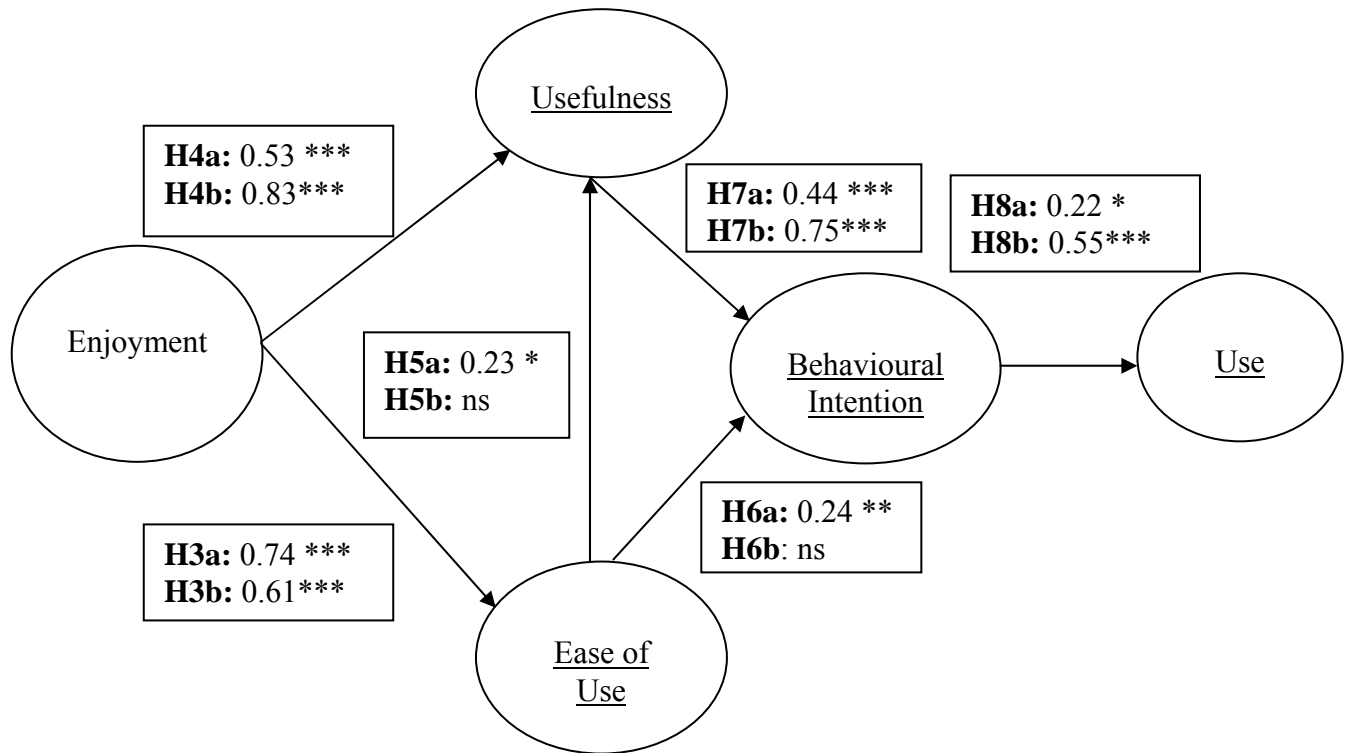 Usefulness
H4a: 0.53 ***
H4b: 0.83***
H7a: 0.44 ***
H7b: 0.75***
H8a: 0.22 *
H8b: 0.55***
Enjoyment
H5a: 0.23 *
H5b: ns
Behavioural
Intention
Use
H6a: 0.24 **
H6b: ns
H3a: 0.74 ***
H3b: 0.61***
Ease of
Use